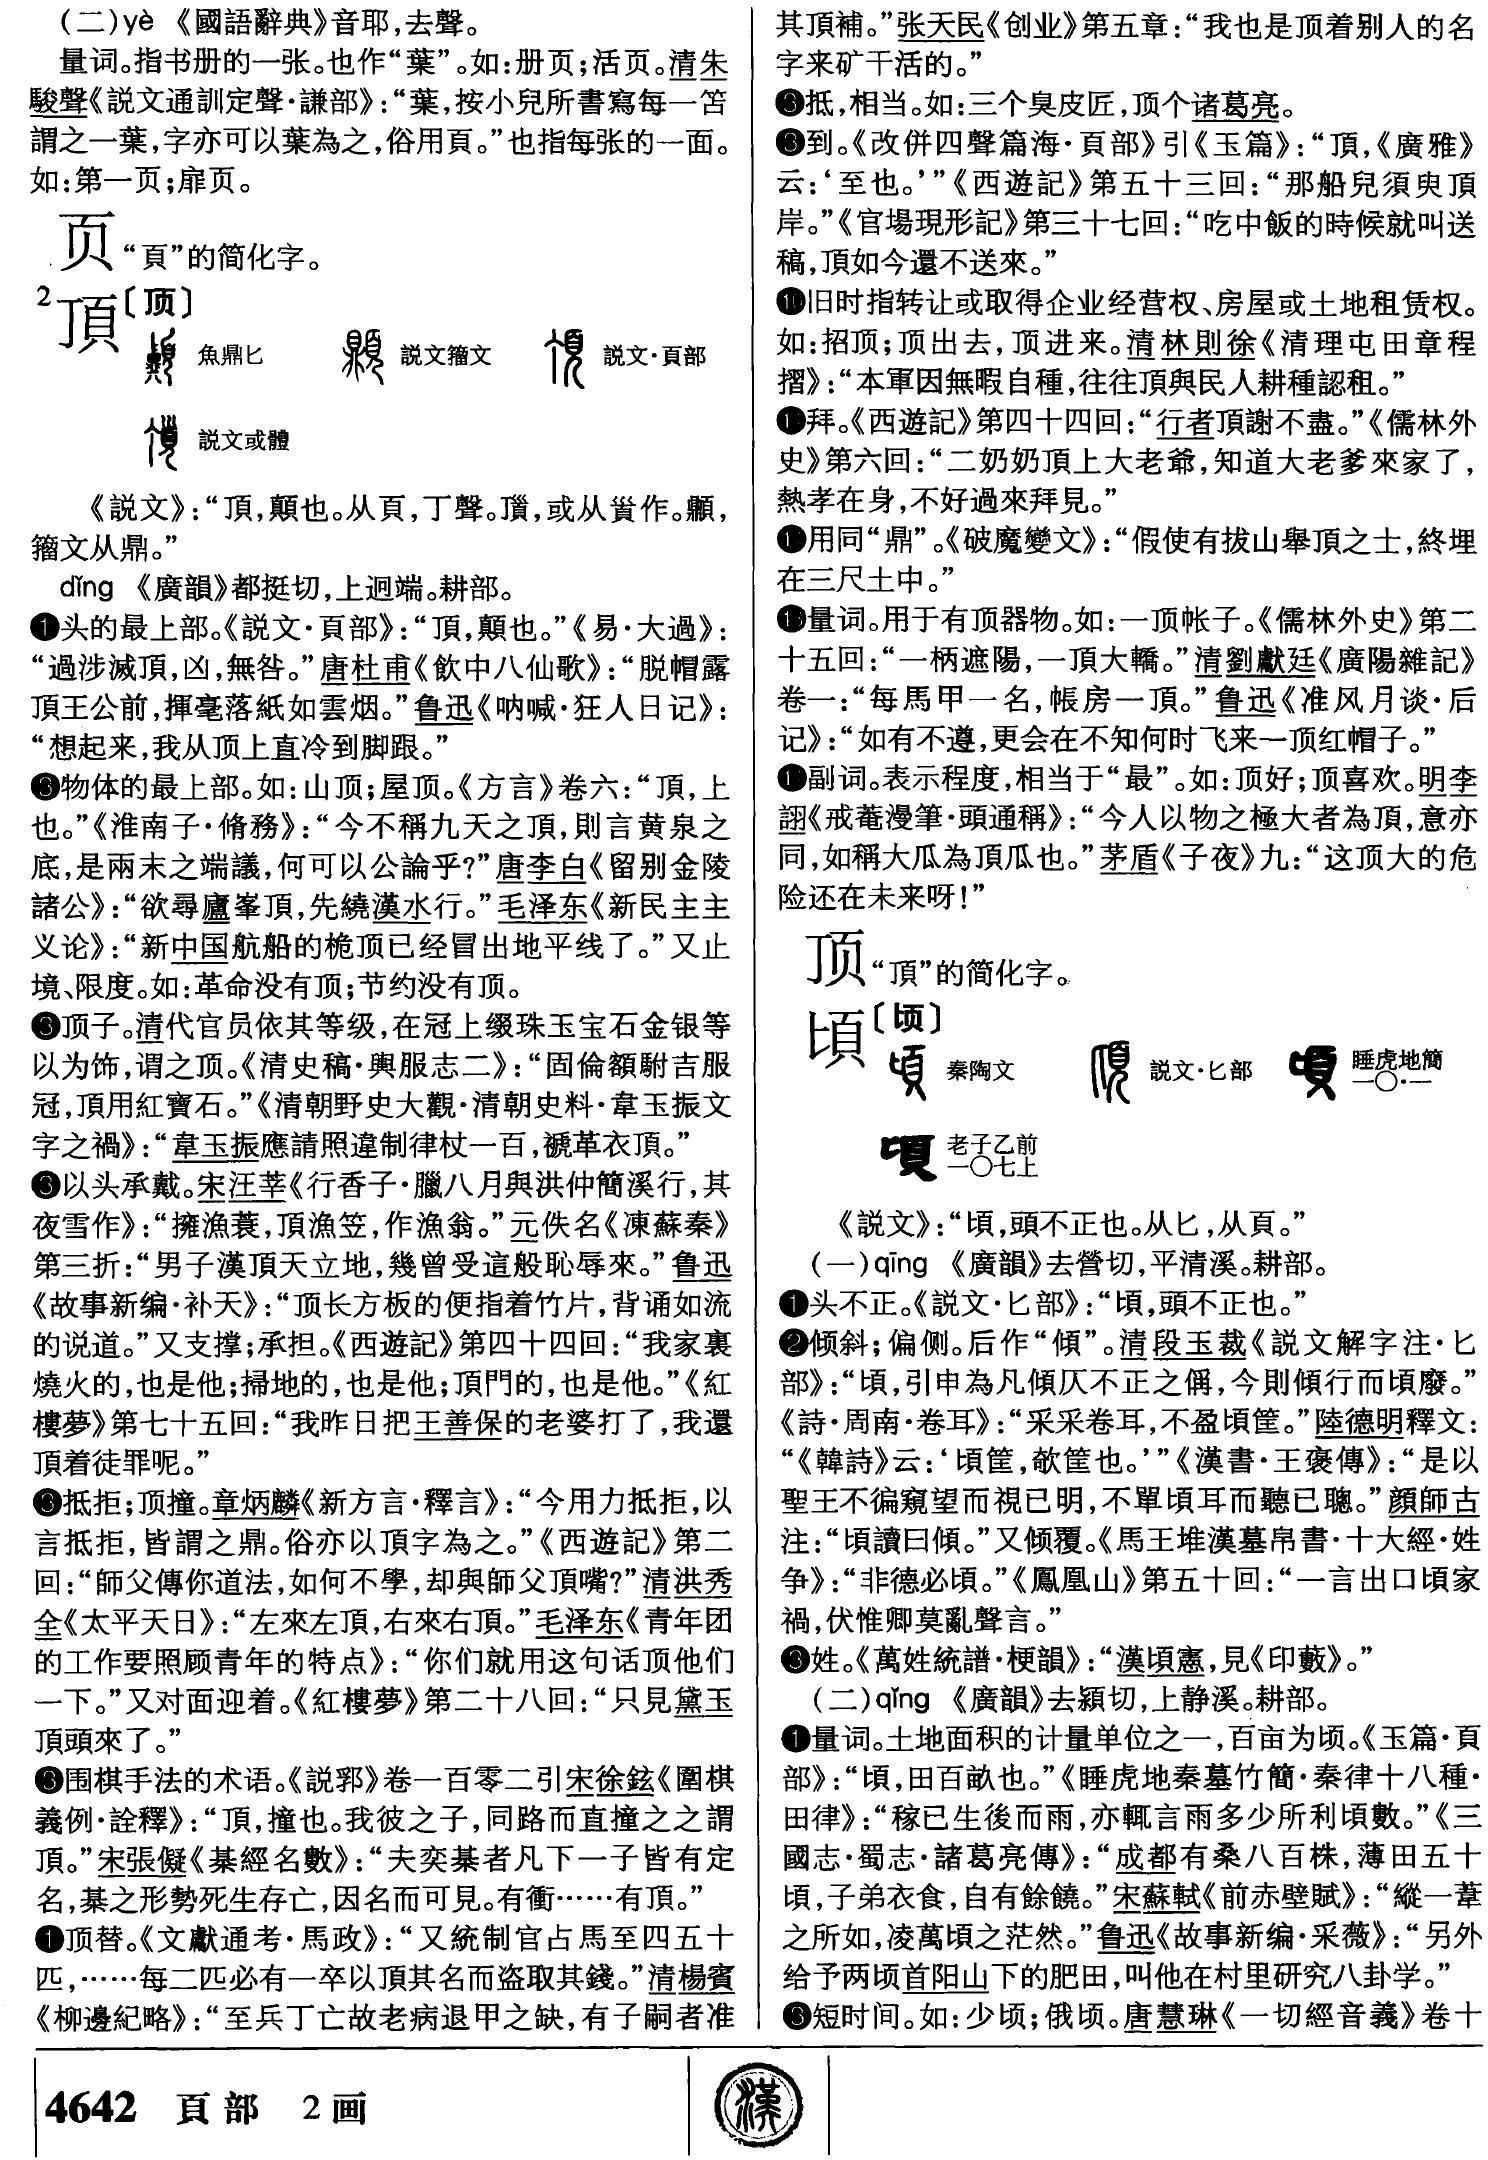 (二)yè 《國語辭典》音耶，去聲。
量词。指书册的一张。也作“葉”。如：册页；活页。清朱
駿聲《説文通訓定聲·謙部》：“葉，按小兒所書寫每一笘
謂之一葉，字亦可以葉為之，俗用頁。”也指每张的一面。
如：第一页；扉页。
页 “頁”的简化字。
2 頂〔顶〕
魚鼎匕 説文籀文 説文·頁部
説文或體
《説文》：“頂，顛也。从頁，丁聲。䪴，或从𩠐作。顠，
籀文从鼎。”
dǐng 《廣韻》都挺切，上迥端。耕部。
❶头的最上部。《説文·頁部》：“頂，顛也。”《易·大過》：
“過涉滅頂，凶，無咎。”唐杜甫《飲中八仙歌》：“脱帽露
頂王公前，揮毫落紙如雲烟。”鲁迅《呐喊·狂人日记》：
“想起来，我从顶上直冷到脚跟。”
❸物体的最上部。如：山顶；屋顶。《方言》卷六：“頂，上
也。”《淮南子·脩務》：“今不稱九天之頂，則言黄泉之
底，是兩末之端議，何可以公論乎?”唐李白《留别金陵
諸公》：“欲尋廬峯頂，先繞漢水行。”毛泽东《新民主主
义论》：“新中国航船的桅顶已经冒出地平线了。”又止
境、限度。如：革命没有顶；节约没有顶。
❸顶子。清代官员依其等级，在冠上缀珠玉宝石金银等
以为饰，谓之顶。《清史稿·輿服志二》：“固倫額駙吉服
冠，頂用紅寶石。”《清朝野史大觀·清朝史料·韋玉振文
字之禍》：“韋玉振應請照違制律杖一百，褫革衣頂。”
❸以头承戴。宋汪莘《行香子·臘八月與洪仲簡溪行，其
夜雪作》：“擁漁蓑，頂漁笠，作漁翁。”元佚名《凍蘇秦》
第三折：“男子漢頂天立地，幾曾受這般恥辱來。”鲁迅
《故事新编·补天》：“顶长方板的便指着竹片，背诵如流
的说道。”又支撑；承担。《西遊記》第四十四回：“我家裏
燒火的，也是他；掃地的，也是他；頂門的，也是他。”《紅
樓夢》第七十五回：“我昨日把王善保的老婆打了，我還
頂着徒罪呢。”
❸抵拒；顶撞。章炳麟《新方言·釋言》：“今用力抵拒，以
言抵拒，皆謂之鼎。俗亦以頂字為之。”《西遊記》第二
回：“師父傳你道法，如何不學，却與師父頂嘴?”清洪秀
全《太平天日》：“左來左頂，右來右頂。”毛泽东《青年团
的工作要照顾青年的特点》：“你们就用这句话顶他们
一下。”又对面迎着。《紅樓夢》第二十八回：“只見黛玉
頂頭來了。”
❸围棋手法的术语。《説郛》卷一百零二引宋徐鉉《圍棋
義例·詮釋》：“頂，撞也。我彼之子，同路而直撞之之謂
頂。”宋張儗《棊經名數》：“夫奕棊者凡下一子皆有定
名，棊之形勢死生存亡，因名而可見。有衝……有頂。”
❶顶替。《文獻通考·馬政》：“又統制官占馬至四五十
匹，……每二匹必有一卒以頂其名而盗取其錢。”清楊賓
《柳邊紀略》：“至兵丁亡故老病退甲之缺，有子嗣者准
其頂補。”张天民《创业》第五章：“我也是顶着别人的名
字来矿干活的。”
❸抵，相当。如：三个臭皮匠，顶个诸葛亮。
❸到。《改併四聲篇海·頁部》引《玉篇》：“頂，《廣雅》
云：‘至也。’”《西遊記》第五十三回：“那船兒須臾頂
岸。”《官場現形記》第三十七回：“吃中飯的時候就叫送
稿，頂如今還不送來。”
❶旧时指转让或取得企业经营权、房屋或土地租赁权。
如：招顶；顶出去，顶进来。清林則徐《清理屯田章程
摺》：“本軍因無暇自種，往往頂與民人耕種認租。”
❶拜。《西遊記》第四十四回：“行者頂謝不盡。”《儒林外
史》第六回：“二奶奶頂上大老爺，知道大老爹來家了，
熱孝在身，不好過來拜見。”
❶用同“鼎”。《破魔變文》：“假使有拔山舉頂之士，終埋
在三尺土中。”
❶量词。用于有顶器物。如：一顶帐子。《儒林外史》第二
十五回：“一柄遮陽，一頂大轎。”清劉獻廷《廣陽雜記》
卷一：“每馬甲一名，帳房一頂。”鲁迅《准风月谈·后
记》：“如有不遵，更会在不知何时飞来一顶红帽子。”
❶副词。表示程度，相当于“最”。如：顶好；顶喜欢。明李
詡《戒菴漫筆·頭通稱》：“今人以物之極大者為頂，意亦
同，如稱大瓜為頂瓜也。”茅盾《子夜》九：“这顶大的危
险还在未来呀！”
顶 “頂”的简化字。
頃〔顷〕
秦陶文 説文·匕部 睡虎地簡一〇·一
老子乙前一〇七上
《説文》：“頃，頭不正也。从匕，从頁。”
(一)qīng 《廣韻》去營切，平清溪。耕部。
❶头不正。《説文·匕部》：“頃，頭不正也。”
❷倾斜；偏侧。后作“傾”。清段玉裁《説文解字注·匕
部》：“頃，引申為凡傾仄不正之偁，今則傾行而頃廢。”
《詩·周南·卷耳》：“采采卷耳，不盈頃筐。”陸德明釋文：
“《韓詩》云：‘頃筐，欹筐也。’”《漢書·王褒傳》：“是以
聖王不徧窺望而視已明，不單頃耳而聽已聰。”顔師古
注：“頃讀曰傾。”又倾覆。《馬王堆漢墓帛書·十大經·姓
争》：“非德必頃。”《鳳凰山》第五十回：“一言出口頃家
禍，伏惟卿莫亂聲言。”
❸姓。《萬姓統譜·梗韻》：“漢頃憲，見《印藪》。”
(二)qǐng 《廣韻》去潁切，上静溪。耕部。
❶量词。土地面积的计量单位之一，百亩为顷。《玉篇·頁
部》：“頃，田百畝也。”《睡虎地秦墓竹簡·秦律十八種·
田律》：“稼已生後而雨，亦輒言雨多少所利頃數。”《三
國志·蜀志·諸葛亮傳》：“成都有桑八百株，薄田五十
頃，子弟衣食，自有餘饒。”宋蘇軾《前赤壁賦》：“縱一葦
之所如，凌萬頃之茫然。”鲁迅《故事新编·采薇》：“另外
给予两顷首阳山下的肥田，叫他在村里研究八卦学。”
❸短时间。如：少顷；俄顷。唐慧琳《一切經音義》卷十
4642 頁部 2画
漢